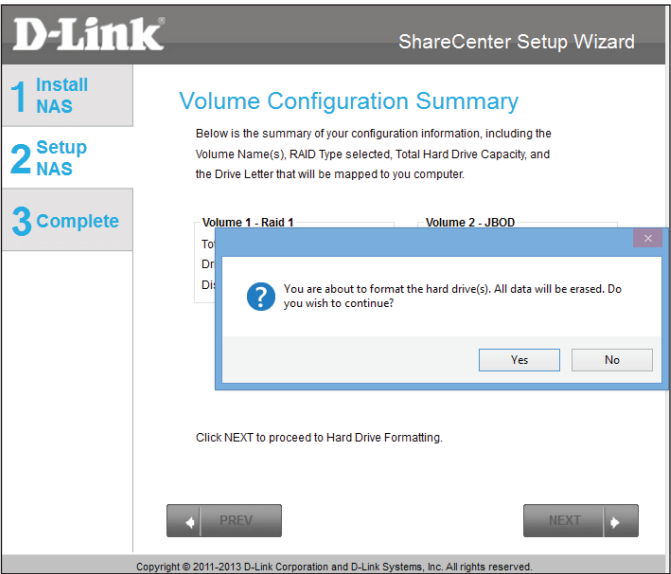 D-Link®
ShareCenter Setup Wizard
1 Install
NAS
2 Setup
NAS
3 Complete
Volume Configuration Summary
Below is the summary of your configuration information, including the
Volume Name(s), RAID Type selected, Total Hard Drive Capacity, and
the Drive Letter that will be mapped to you computer.
Volume 1 - Raid 1
Volume 2 - JBOD
You are about to format the hard drive(s). All data will be erased. Do
you wish to continue?
Yes
No
Click NEXT to proceed to Hard Drive Formatting.
PREV
NEXT
Copyright © 2011-2013 D-Link Corporation and D-Link Systems, Inc. All rights reserved.